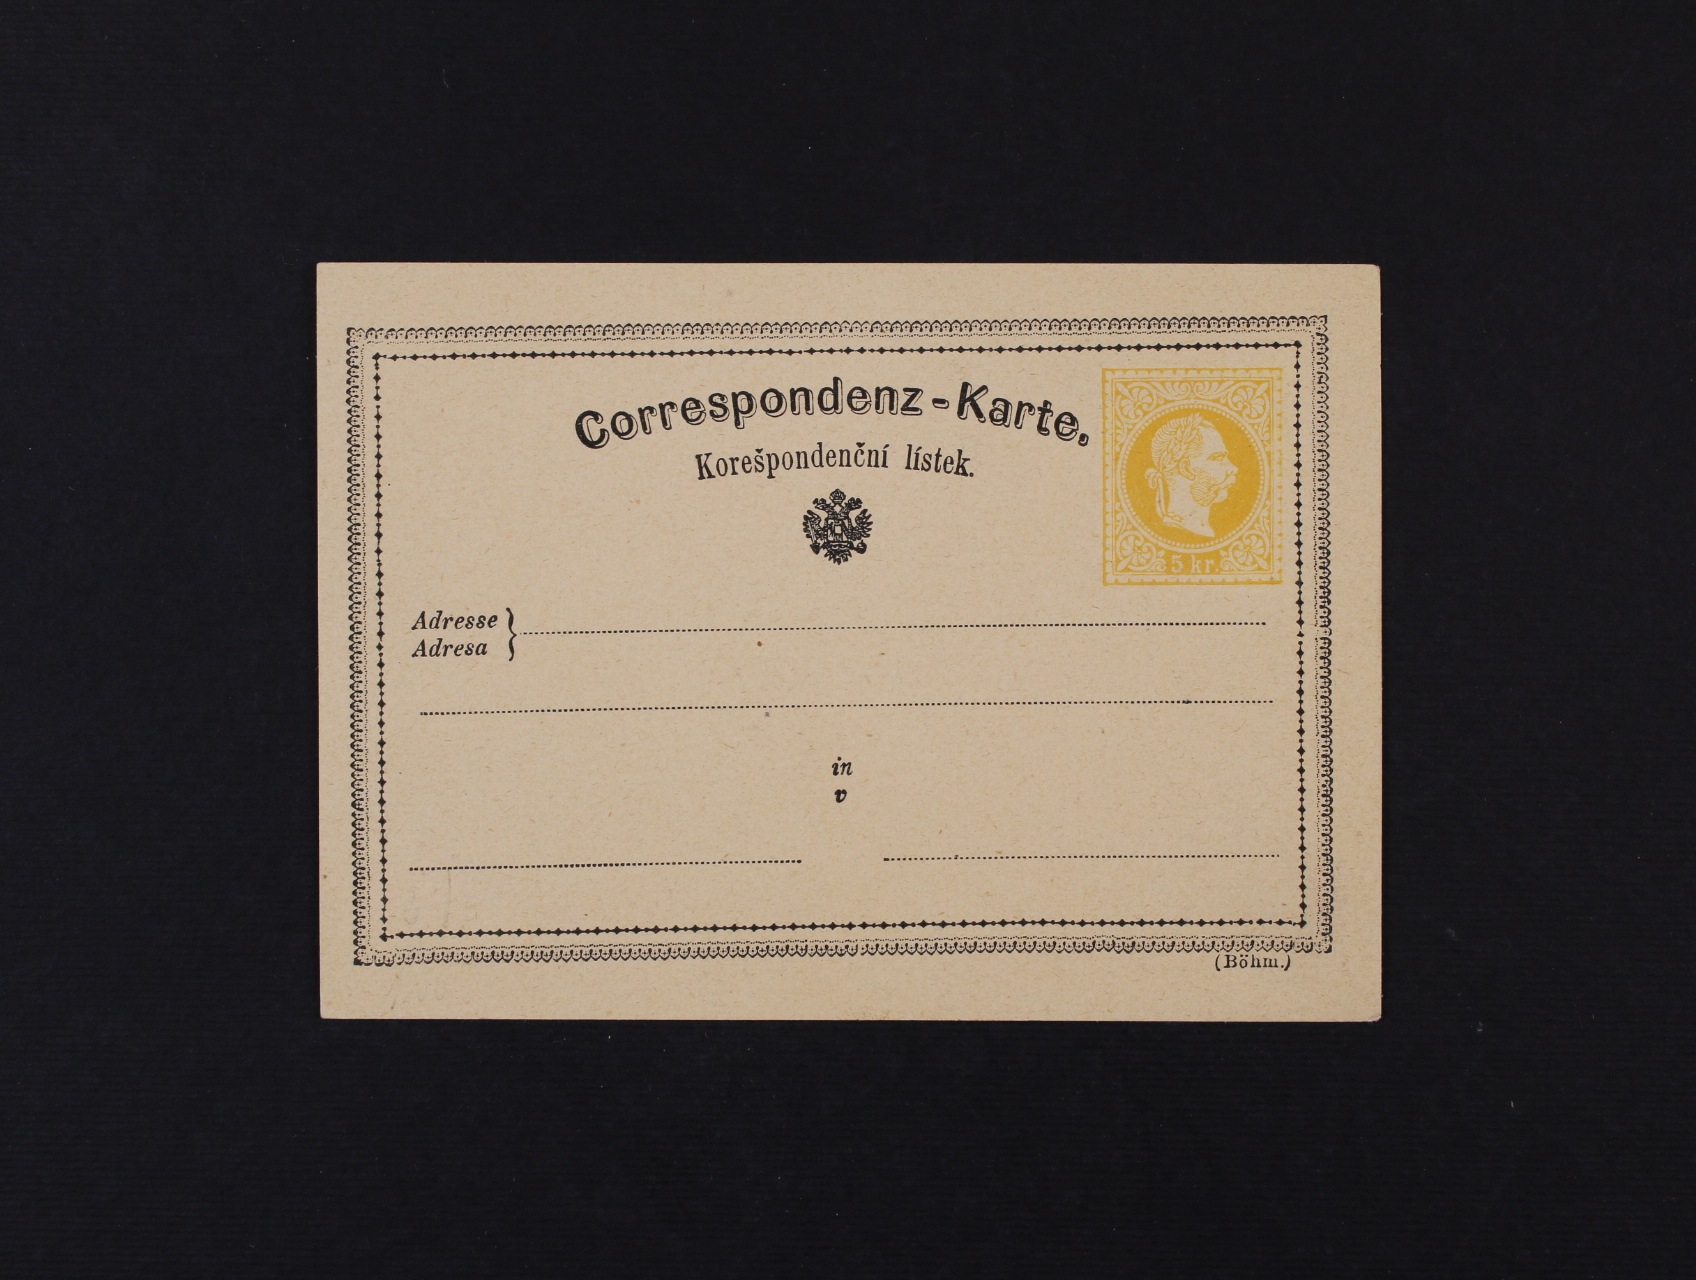 Correspondenz-Karte.
Korešpondenční lístek.
5 kr.
Adresse
Adresa
in
v
(Böhm.)